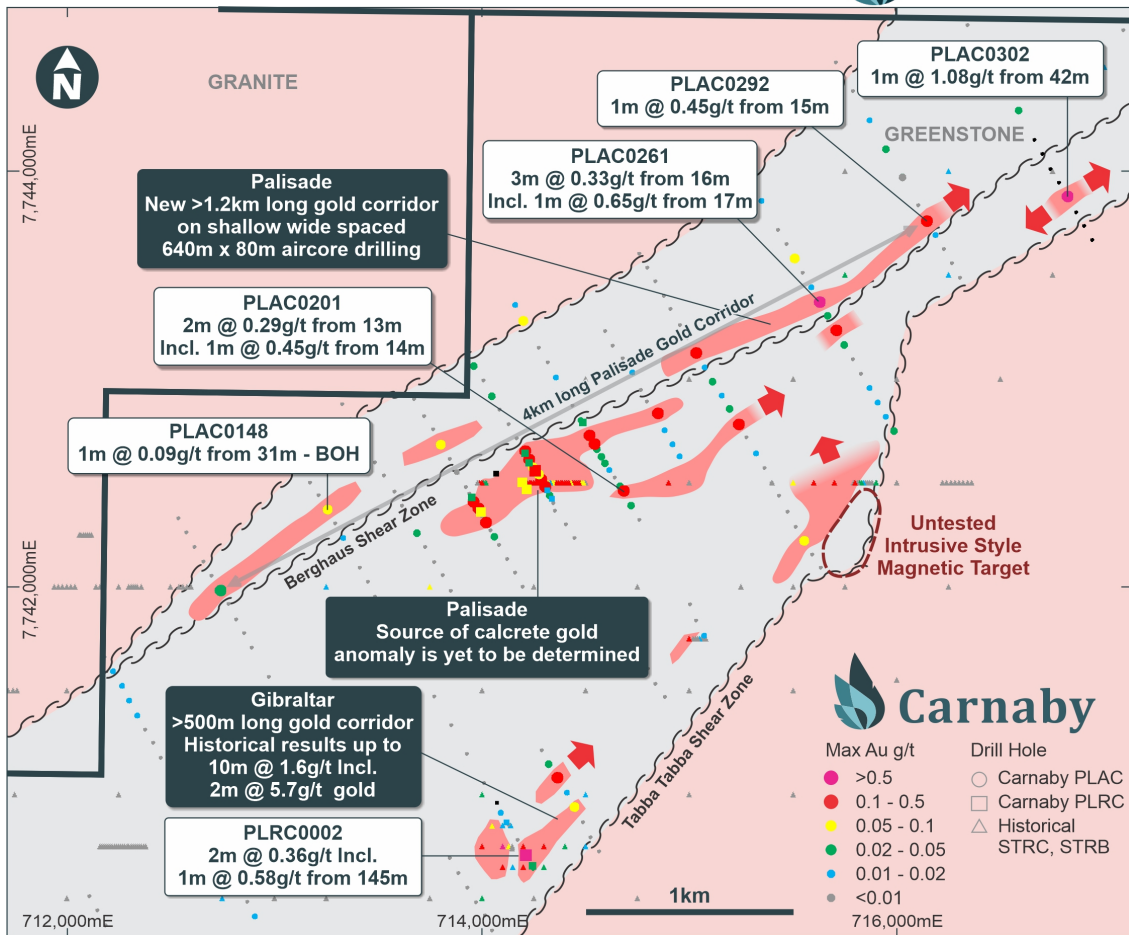 N
GRANITE
PLAC0302
1m @ 1.08g/t from 42m
PLAC0292
1m @ 0.45g/t from 15m
GREENSTONE
PLAC0261
3m @ 0.33g/t from 16m
Incl. 1m @ 0.65g/t from 17m
7,744,000mE
Palisade
New >1.2km long gold corridor
on shallow wide spaced
640m x 80m aircore drilling
PLAC0201
2m @ 0.29g/t from 13m
Incl. 1m @ 0.45g/t from 14m
4km long Palisade Gold Corridor
PLAC0148
1m @ 0.09g/t from 31m - BOH
Berghaus Shear Zone
Untested
Intrusive Style
Magnetic Target
7,742,000mE
Palisade
Source of calcrete gold
anomaly is yet to be determined
Gibraltar
>500m long gold corridor
Historical results up to
10m @ 1.6g/t Incl.
2m @ 5.7g/t gold
Tabba Tabba Shear Zone
PLRC0002
2m @ 0.36g/t Incl.
1m @ 0.58g/t from 145m
Carnaby
Max Au g/t
>0.5
0.1 - 0.5
0.05 - 0.1
0.02 - 0.05
0.01 - 0.02
<0.01
Drill Hole
Carnaby PLAC
Carnaby PLRC
Historical
STRC, STRB
1km
712,000mE
714,000mE
716,000mE